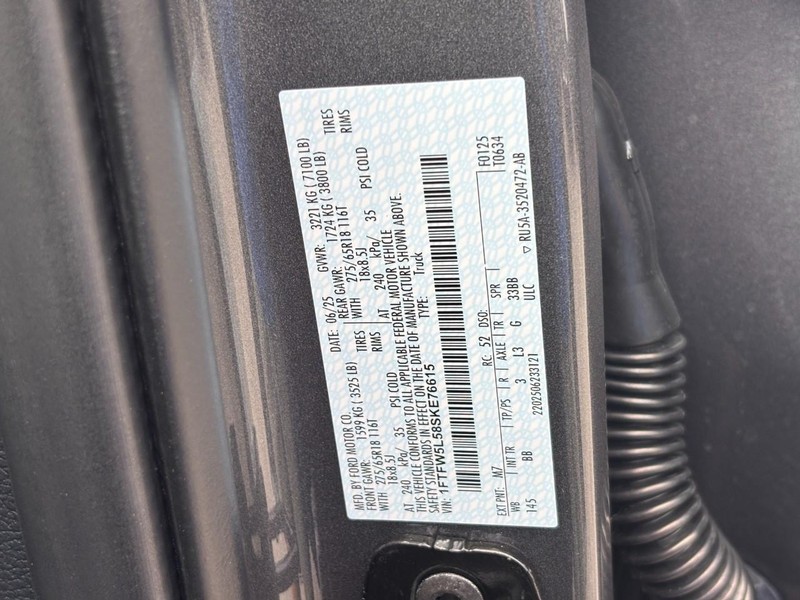 MFD. BY FORD MOTOR CO. DATE: 06/25 GVWR: 3221 KG ( 7100 LB)
FRONT GAWR: 1599 KG ( 3525 LB) REAR GAWR: 1724 KG ( 3800 LB)
WITH 275/65R18 116T TIRES WITH 275/65R18 116T TIRES
18x8.5J RIMS 18x8.5J RIMS
AT 240 kPa/ 35 PSI COLD AT 240 kPa/ 35 PSI COLD
THIS VEHICLE CONFORMS TO ALL APPLICABLE FEDERAL MOTOR VEHICLE
SAFETY STANDARDS IN EFFECT ON THE DATE OF MANUFACTURE SHOWN ABOVE.
VIN: 1FTFW5L58SKE76615 TYPE: Truck
F0125
EXT PNT: M7 RC: 52 DSO: T0634
WB INT TR TP/PS R AXLE TR SPR
145 BB 3 L3 G 33BB ▽ RU5A-3520472-AB
2202506233121 ULC